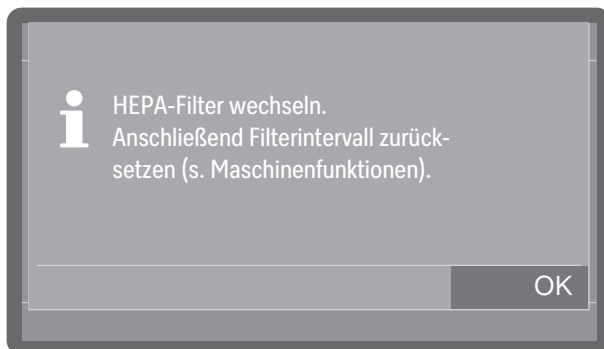 HEPA-Filter wechseln.
Anschließend Filterintervall zurück-
setzen (s. Maschinenfunktionen).
OK